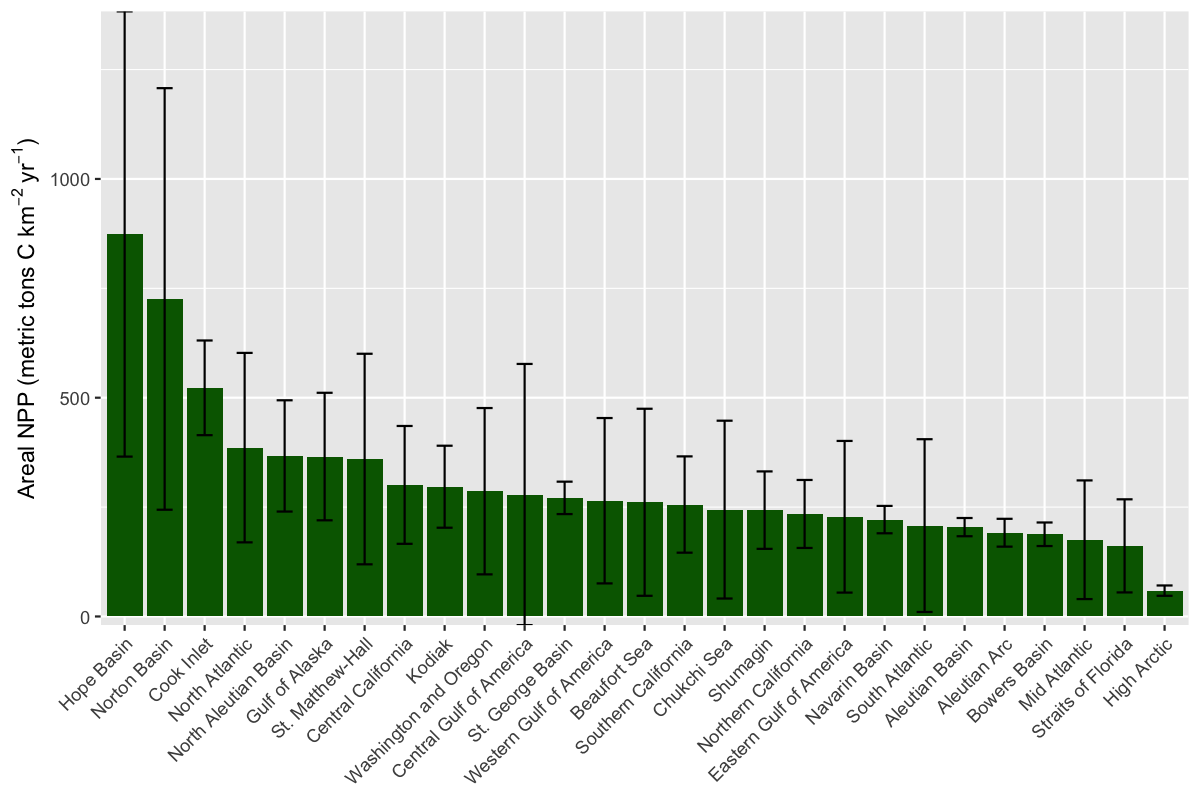 Areal NPP (metric tons C km⁻² yr⁻¹)
1000
500
0
Hope Basin
Norton Basin
Cook Inlet
North Atlantic
North Aleutian Basin
Gulf of Alaska
St. Matthew-Hall
Central California
Kodiak
Washington and Oregon
Central Gulf of America
St. George Basin
Western Gulf of America
Beaufort Sea
Southern California
Chukchi Sea
Shumagin
Northern California
Eastern Gulf of America
Navarin Basin
South Atlantic
Aleutian Basin
Aleutian Arc
Bowers Basin
Mid Atlantic
Straits of Florida
High Arctic